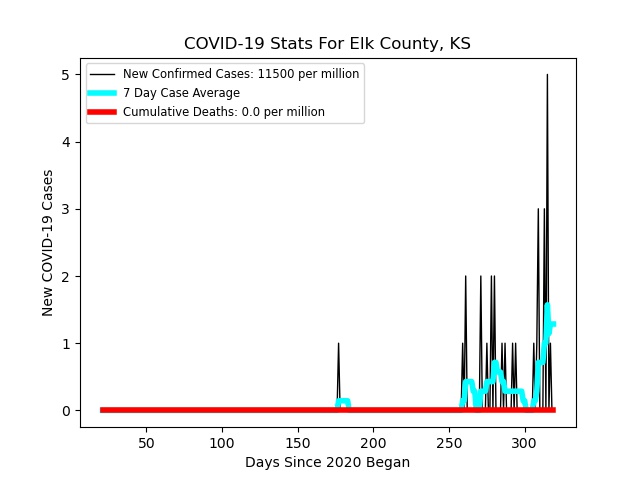 COVID-19 Stats For Elk County, KS
New Confirmed Cases: 11500 per million
7 Day Case Average
Cumulative Deaths: 0.0 per million
New COVID-19 Cases
5
4
3
2
1
0
50 100 150 200 250 300
Days Since 2020 Began